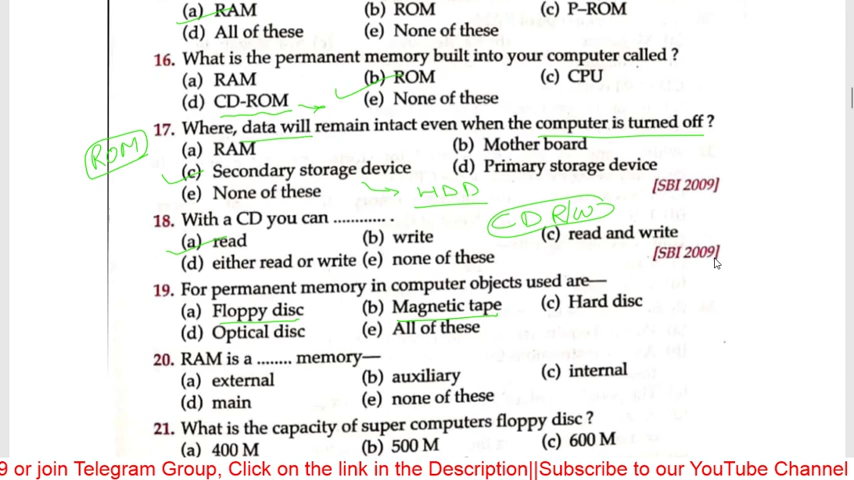 (a) RAM (b) ROM (c) P–ROM
(d) All of these (e) None of these
16. What is the permanent memory built into your computer called ?
(a) RAM (b) ROM (c) CPU
(d) CD-ROM (e) None of these
17. Where, data will remain intact even when the computer is turned off ?
ROM
(a) RAM (b) Mother board
(c) Secondary storage device (d) Primary storage device
(e) None of these HDD [SBI 2009]
18. With a CD you can ............. . CD R/W
(a) read (b) write (c) read and write
(d) either read or write (e) none of these [SBI 2009]
19. For permanent memory in computer objects used are—
(a) Floppy disc (b) Magnetic tape (c) Hard disc
(d) Optical disc (e) All of these
20. RAM is a ........ memory—
(a) external (b) auxiliary (c) internal
(d) main (e) none of these
21. What is the capacity of super computers floppy disc ?
(a) 400 M (b) 500 M (c) 600 M
9 or join Telegram Group, Click on the link in the Description||Subscribe to our YouTube Channel